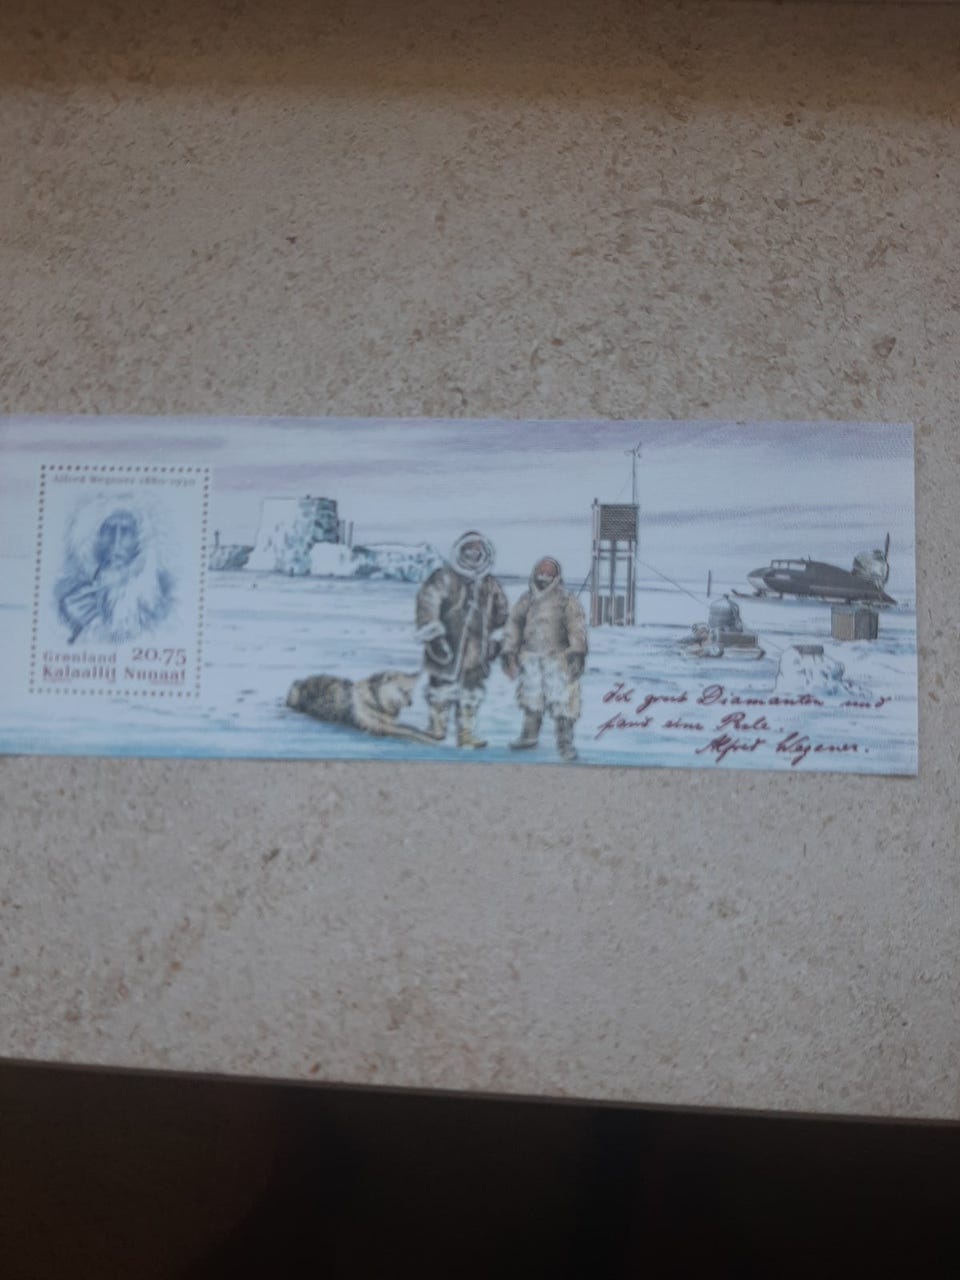 Alfred Wegener 1880-1930
Grønland 20.75
Kalaallit Nunaat
Ich grub Diamanten und
fand eine Perle.
Alfred Wegener.